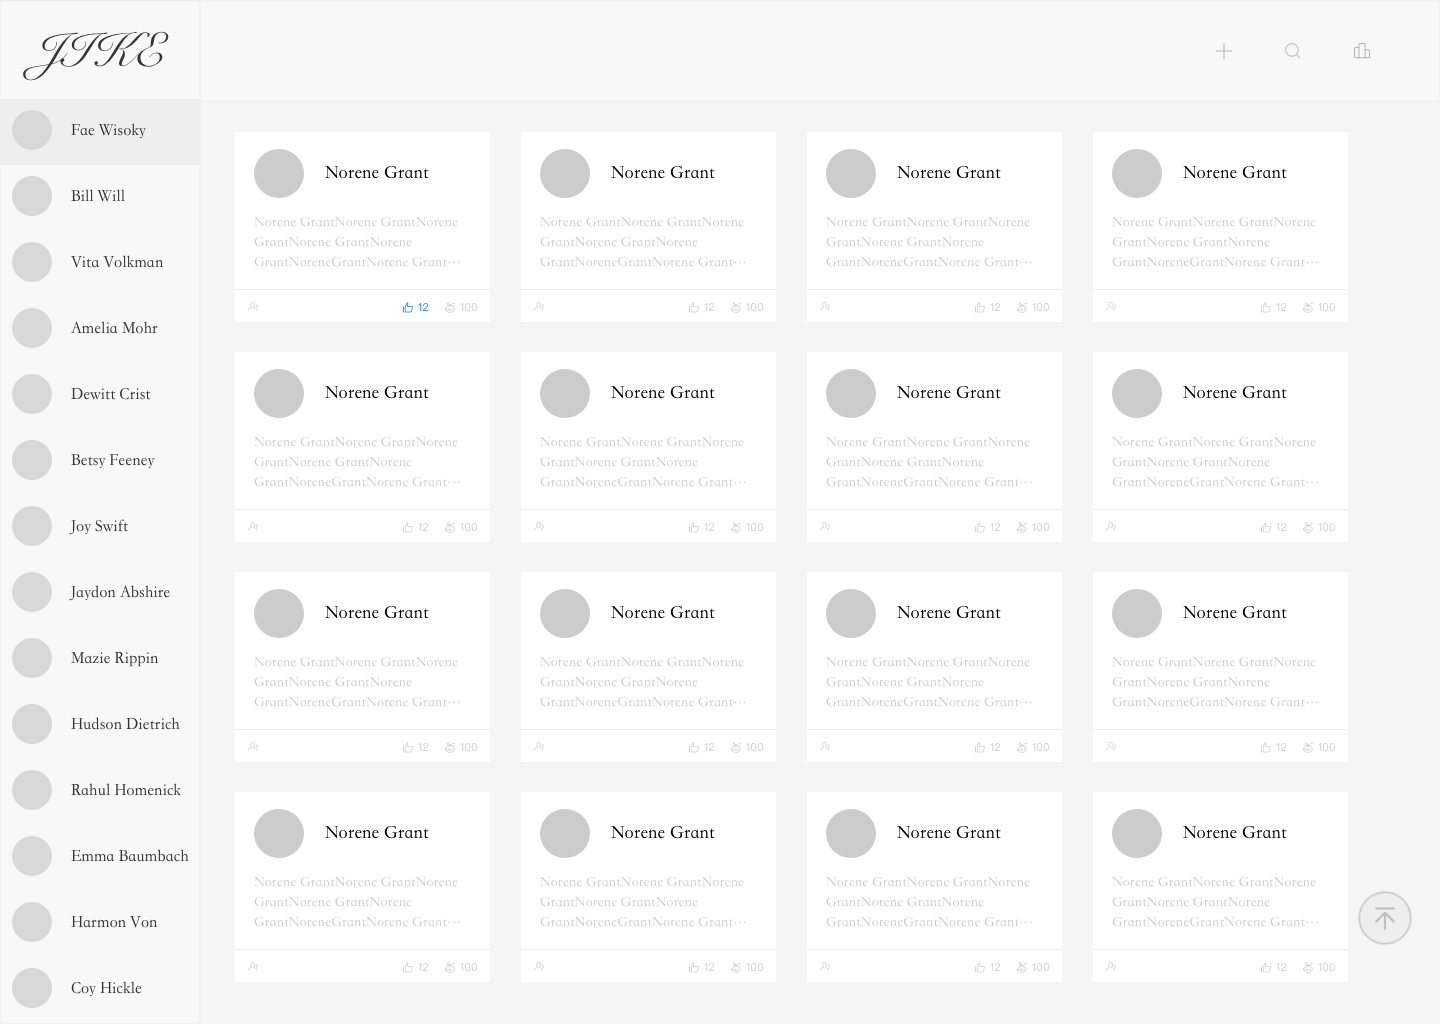 JIKE
Fae Wisoky
Bill Will
Vita Volkman
Amelia Mohr
Dewitt Crist
Betsy Feeney
Joy Swift
Jaydon Abshire
Mazie Rippin
Hudson Dietrich
Rahul Homenick
Emma Baumbach
Harmon Von
Coy Hickle
Norene Grant
Norene GrantNorene GrantNorene
GrantNorene GrantNorene
GrantNoreneGrantNorene Grant···
12 100
Norene Grant
Norene GrantNorene GrantNorene
GrantNorene GrantNorene
GrantNoreneGrantNorene Grant···
12 100
Norene Grant
Norene GrantNorene GrantNorene
GrantNorene GrantNorene
GrantNoreneGrantNorene Grant···
12 100
Norene Grant
Norene GrantNorene GrantNorene
GrantNorene GrantNorene
GrantNoreneGrantNorene Grant···
12 100
Norene Grant
Norene GrantNorene GrantNorene
GrantNorene GrantNorene
GrantNoreneGrantNorene Grant···
12 100
Norene Grant
Norene GrantNorene GrantNorene
GrantNorene GrantNorene
GrantNoreneGrantNorene Grant···
12 100
Norene Grant
Norene GrantNorene GrantNorene
GrantNorene GrantNorene
GrantNoreneGrantNorene Grant···
12 100
Norene Grant
Norene GrantNorene GrantNorene
GrantNorene GrantNorene
GrantNoreneGrantNorene Grant···
12 100
Norene Grant
Norene GrantNorene GrantNorene
GrantNorene GrantNorene
GrantNoreneGrantNorene Grant···
12 100
Norene Grant
Norene GrantNorene GrantNorene
GrantNorene GrantNorene
GrantNoreneGrantNorene Grant···
12 100
Norene Grant
Norene GrantNorene GrantNorene
GrantNorene GrantNorene
GrantNoreneGrantNorene Grant···
12 100
Norene Grant
Norene GrantNorene GrantNorene
GrantNorene GrantNorene
GrantNoreneGrantNorene Grant···
12 100
Norene Grant
Norene GrantNorene GrantNorene
GrantNorene GrantNorene
GrantNoreneGrantNorene Grant···
12 100
Norene Grant
Norene GrantNorene GrantNorene
GrantNorene GrantNorene
GrantNoreneGrantNorene Grant···
12 100
Norene Grant
Norene GrantNorene GrantNorene
GrantNorene GrantNorene
GrantNoreneGrantNorene Grant···
12 100
Norene Grant
Norene GrantNorene GrantNorene
GrantNorene GrantNorene
GrantNoreneGrantNorene Grant···
12 100